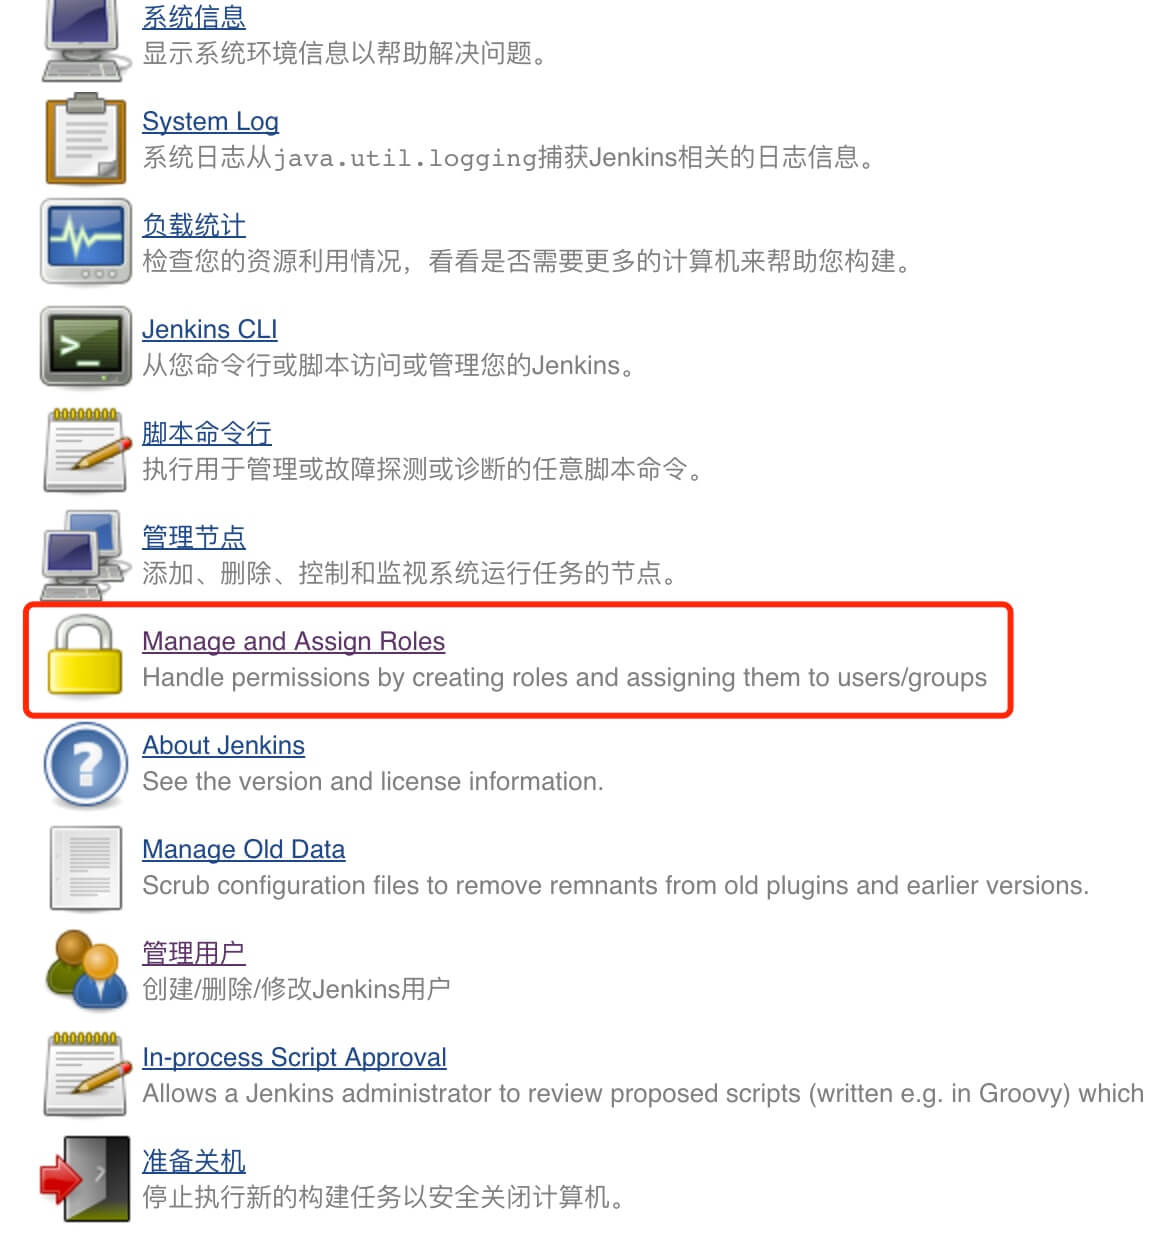 系统信息
显示系统环境信息以帮助解决问题。
System Log
系统日志从java.util.logging捕获Jenkins相关的日志信息。
负载统计
检查您的资源利用情况，看看是否需要更多的计算机来帮助您构建。
Jenkins CLI
从您命令行或脚本访问或管理您的Jenkins。
脚本命令行
执行用于管理或故障探测或诊断的任意脚本命令。
管理节点
添加、删除、控制和监视系统运行任务的节点。
Manage and Assign Roles
Handle permissions by creating roles and assigning them to users/groups
About Jenkins
See the version and license information.
Manage Old Data
Scrub configuration files to remove remnants from old plugins and earlier versions.
管理用户
创建/删除/修改Jenkins用户
In-process Script Approval
Allows a Jenkins administrator to review proposed scripts (written e.g. in Groovy) which
准备关机
停止执行新的构建任务以安全关闭计算机。